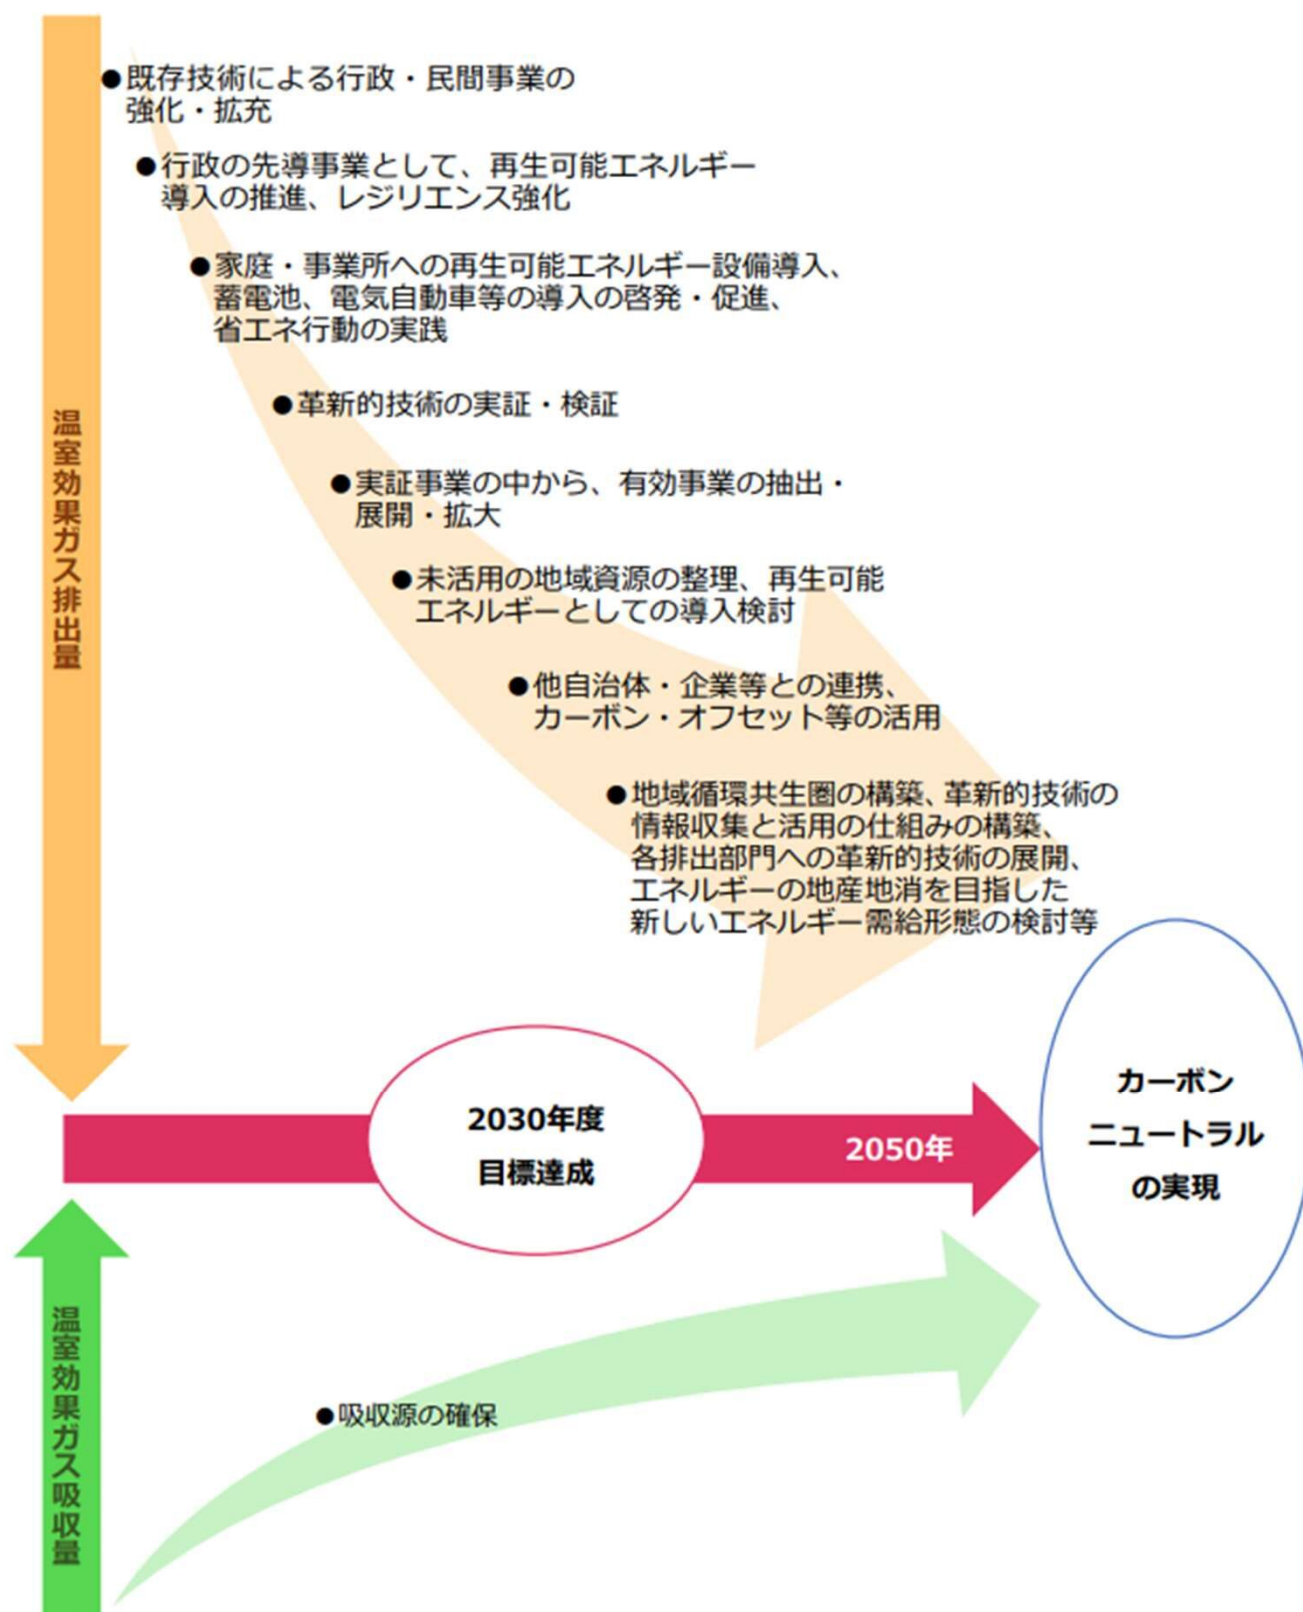 ●既存技術による行政・民間事業の
強化・拡充
●行政の先導事業として、再生可能エネルギー
導入の推進、レジリエンス強化
●家庭・事業所への再生可能エネルギー設備導入、
蓄電池、電気自動車等の導入の啓発・促進、
省エネ行動の実践
●革新的技術の実証・検証
●実証事業の中から、有効事業の抽出・
展開・拡大
●未活用の地域資源の整理、再生可能
エネルギーとしての導入検討
●他自治体・企業等との連携、
カーボン・オフセット等の活用
●地域循環共生圏の構築、革新的技術の
情報収集と活用の仕組みの構築、
各排出部門への革新的技術の展開、
エネルギーの地産地消を目指した
新しいエネルギー需給形態の検討等
温室効果ガス排出量
2030年度
目標達成
2050年
カーボン
ニュートラル
の実現
温室効果ガス吸収量
●吸収源の確保